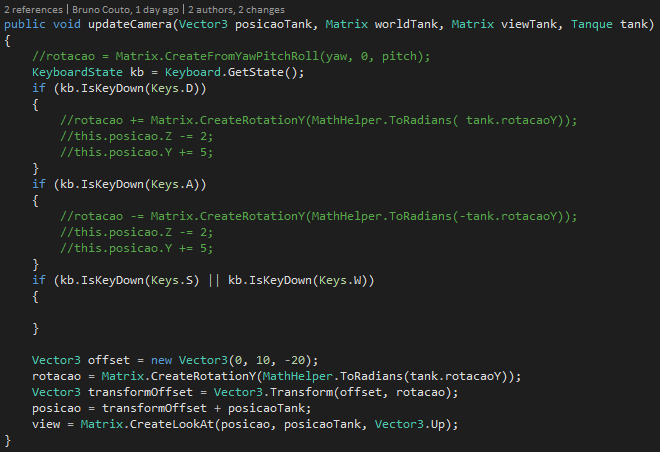 2 references | Bruno Couto, 1 day ago | 2 authors, 2 changes
public void updateCamera(Vector3 posicaoTank, Matrix worldTank, Matrix viewTank, Tanque tank)
{
    //rotacao = Matrix.CreateFromYawPitchRoll(yaw, 0, pitch);
    KeyboardState kb = Keyboard.GetState();
    if (kb.IsKeyDown(Keys.D))
    {
        //rotacao += Matrix.CreateRotationY(MathHelper.ToRadians( tank.rotacaoY));
        //this.posicao.Z -= 2;
        //this.posicao.Y += 5;
    }
    if (kb.IsKeyDown(Keys.A))
    {
        //rotacao -= Matrix.CreateRotationY(MathHelper.ToRadians(-tank.rotacaoY));
        //this.posicao.Z -= 2;
        //this.posicao.Y += 5;
    }
    if (kb.IsKeyDown(Keys.S) || kb.IsKeyDown(Keys.W))
    {

    }

    Vector3 offset = new Vector3(0, 10, -20);
    rotacao = Matrix.CreateRotationY(MathHelper.ToRadians(tank.rotacaoY));
    Vector3 transformOffset = Vector3.Transform(offset, rotacao);
    posicao = transformOffset + posicaoTank;
    view = Matrix.CreateLookAt(posicao, posicaoTank, Vector3.Up);
}